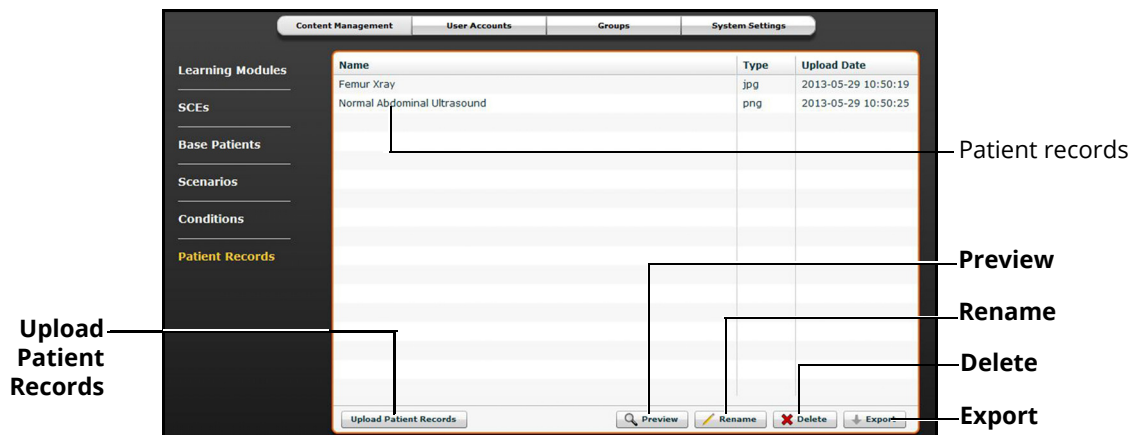 Content Management User Accounts Groups System Settings
Learning Modules
SCEs
Base Patients
Scenarios
Conditions
Patient Records
Name Type Upload Date
Femur Xray jpg 2013-05-29 10:50:19
Normal Abdominal Ultrasound png 2013-05-29 10:50:25
Upload Patient Records Preview Rename Delete Export
Patient records
Preview
Rename
Delete
Export
Upload
Patient
Records